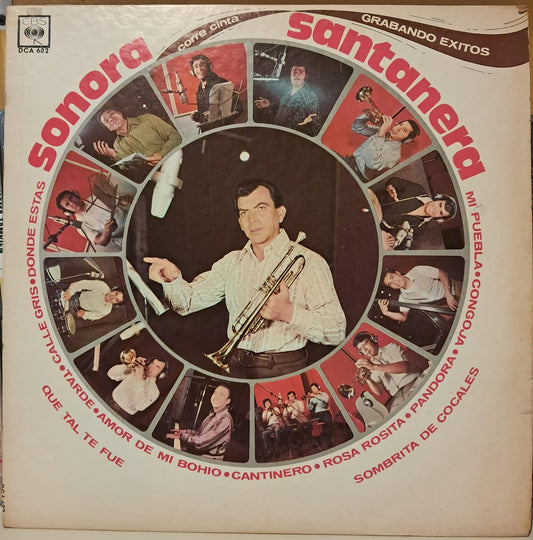 CBS
DCA 602
sonora santanera
corre cinta
GRABANDO EXITOS
QUE TAL TE FUE
TARDE•CALLE GRIS•DONDE ESTAS
AMOR DE MI BOHIO•CANTINERO•ROSA ROSITA•PANDORA•CONGOJA•MI PUEBLA
SOMBRITA DE COCALES